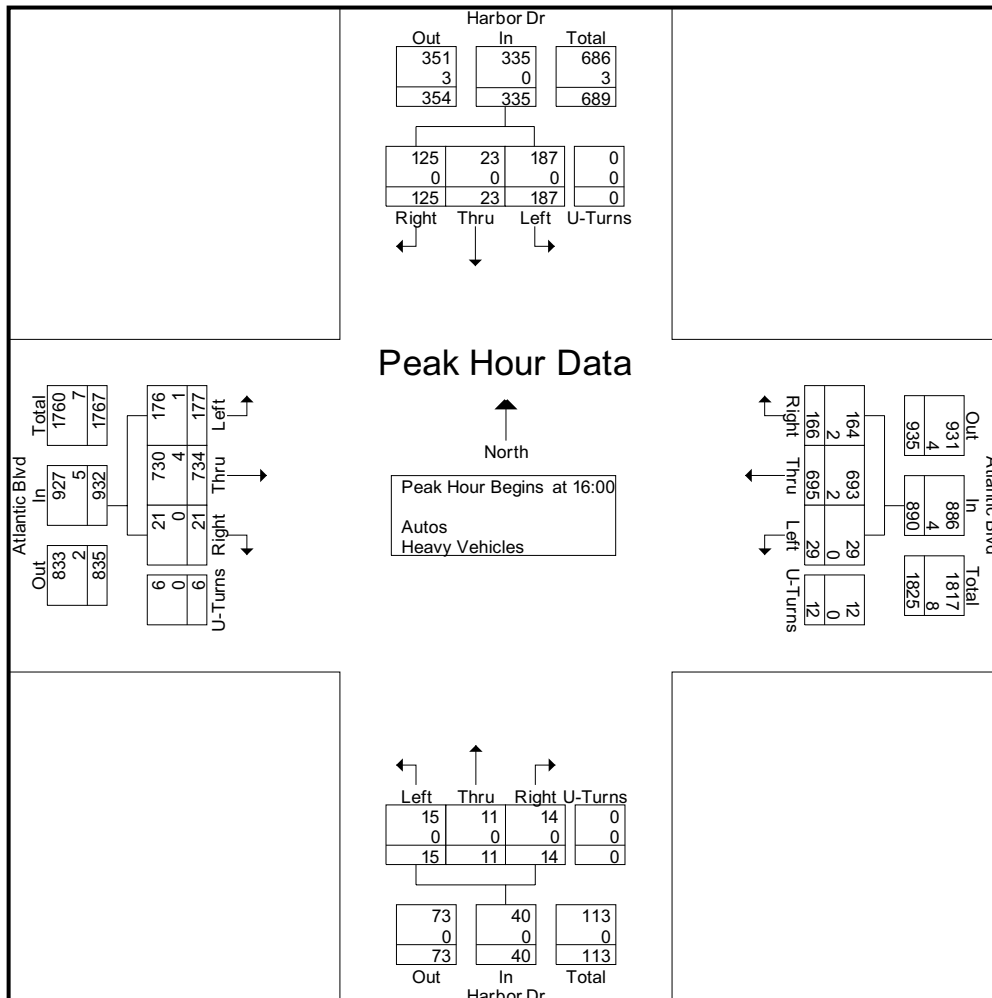 Harbor Dr
Out In Total
351 335 686
3 0 3
354 335 689
125 23 187 0
0 0 0 0
125 23 187 0
Right Thru Left U-Turns
Peak Hour Data
North
Peak Hour Begins at 16:00
Autos
Heavy Vehicles
Atlantic Blvd
Out In Total
833 927 1760
2 5 7
835 932 1767
176 1 177 Left
730 4 734 Thru
21 0 21 Right
6 0 6 U-Turns
Atlantic Blvd
Out In Total
931 886 1817
4 4 8
935 890 1825
Right Thru Left U-Turns
164 693 29 12
2 2 0 0
166 695 29 12
Left Thru Right U-Turns
15 11 14 0
0 0 0 0
15 11 14 0
73 40 113
0 0 0
73 40 113
Out In Total
Harbor Dr